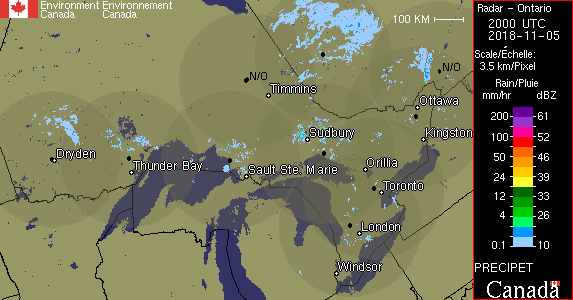 Environment Environnement
Canada Canada
100 KM
N/O
N/O
Timmins
Ottawa
Sudbury
Kingston
Dryden
Thunder Bay
Sault Ste. Marie
Orillia
Toronto
London
Windsor
Radar - Ontario
2000 UTC
2018-11-05
Scale/Échelle:
3.5 km/Pixel
Rain/Pluie
mm/hr dBZ
200 61
100 52
50 46
24 39
12 33
4 26
0.1 10
PRECIPET
Canada